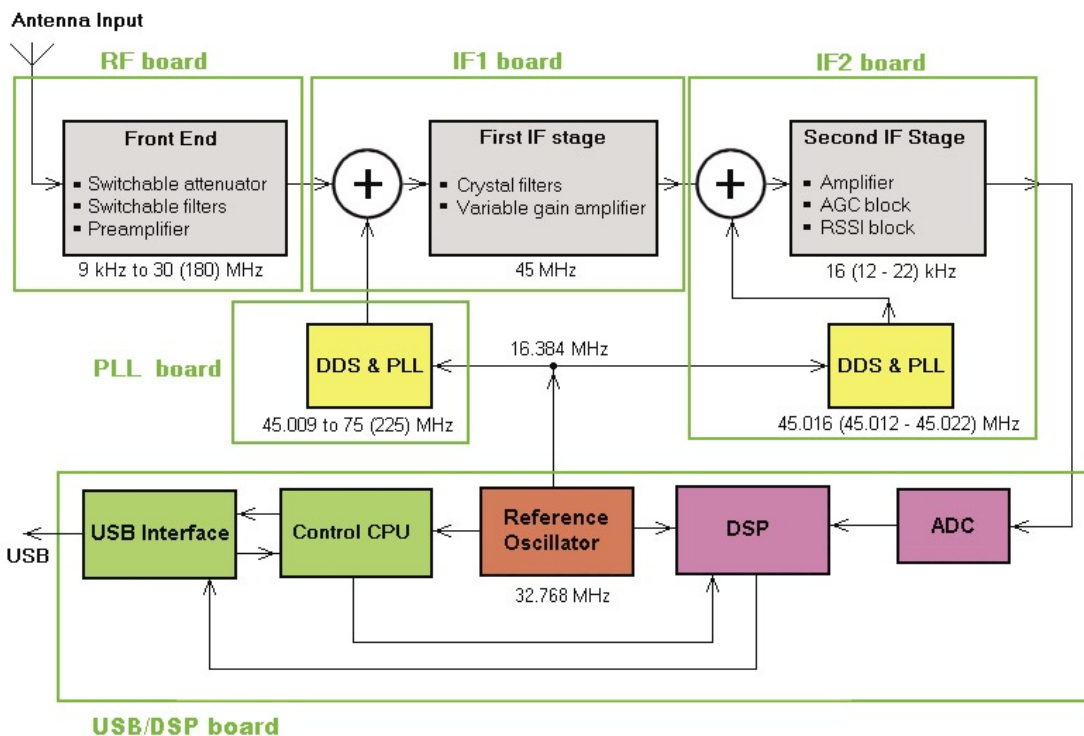 Antenna Input
RF board
IF1 board
IF2 board
Front End
▪ Switchable attenuator
▪ Switchable filters
▪ Preamplifier
9 kHz to 30 (180) MHz
+
First IF stage
▪ Crystal filters
▪ Variable gain amplifier
45 MHz
+
Second IF Stage
▪ Amplifier
▪ AGC block
▪ RSSI block
16 (12 - 22) kHz
PLL board
DDS & PLL
45.009 to 75 (225) MHz
16.384 MHz
DDS & PLL
45.016 (45.012 - 45.022) MHz
USB
USB Interface
Control CPU
Reference
Oscillator
32.768 MHz
DSP
ADC
USB/DSP board